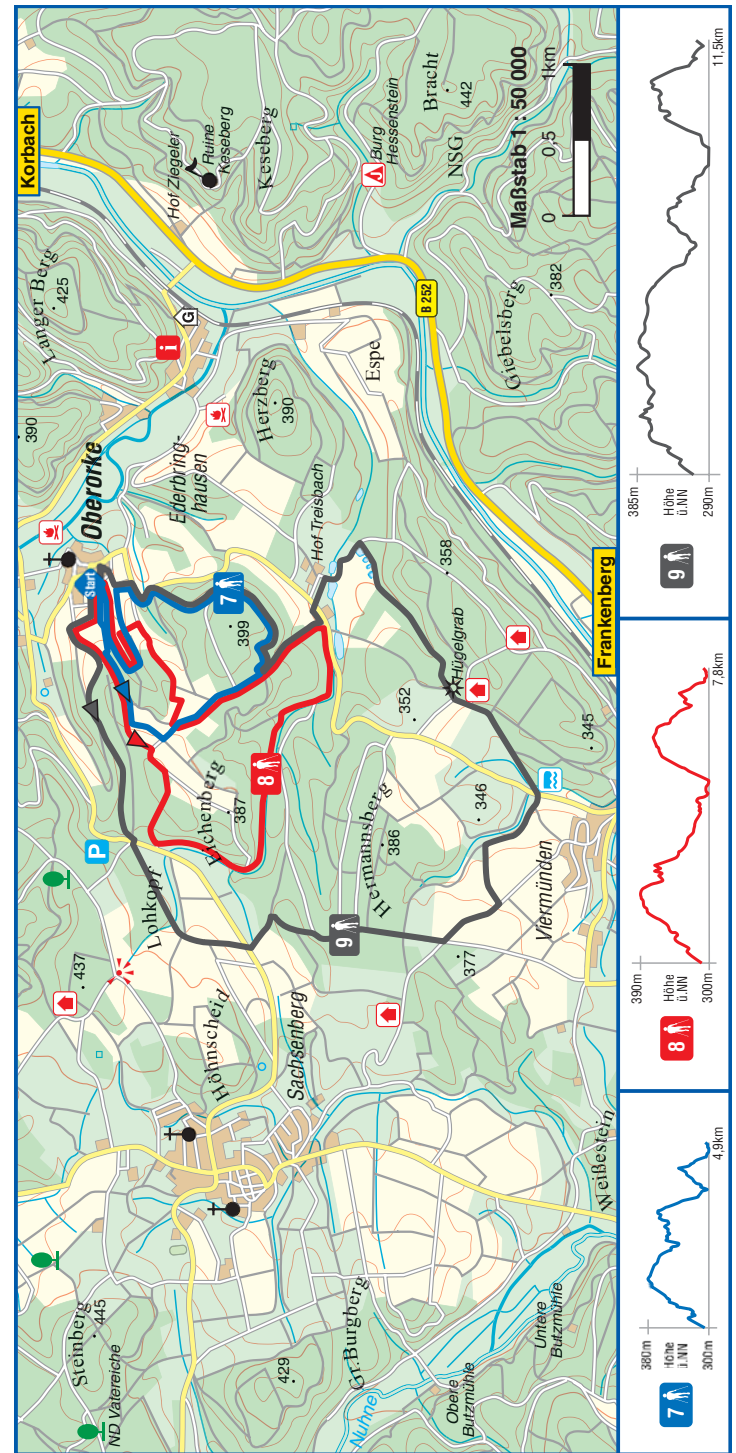 Steinberg
445
ND Vatereiche
429
Gr.Burgberg
Nuhne
Obere
Butzmühle
Untere
Butzmühle
Weißestein
Höhnscheid
Sachsenberg
437
Lohkopf
P
377
Viermünden
Eichenberg
387
Hermannsberg
386
346
352
345
Hügelgrab
358
Start
Oberorke
399
7
8
9
Ederbring-
hausen
Hof Treisbach
Herzberg
390
Espe
390
Langer Berg
425
i
G
Korbach
Frankenberg
B 252
Giebelsberg
382
Hof Ziegeler
Ruine
Keseberg
Keseberg
Burg
Hessenstein
Bracht
442
NSG
Maßstab 1 : 50 000
0
0,5
1km
7
380m
Höhe
ü.NN
300m
4,9km
8
390m
Höhe
ü.NN
300m
7,8km
9
385m
Höhe
ü.NN
290m
11,5km